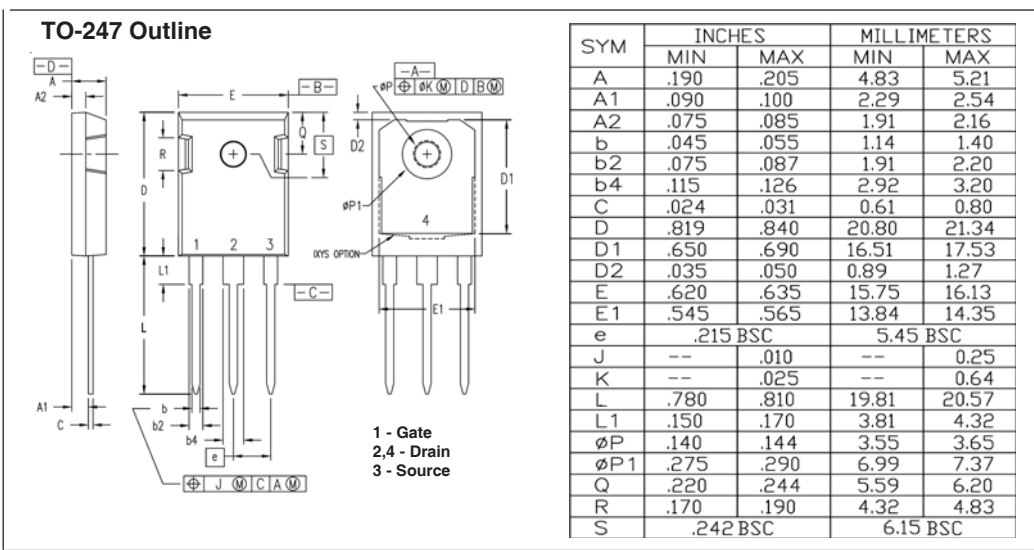 TO-247 Outline
-D-
A
A2
E
-B-
-A-
øP ⌖ øK Ⓜ D B Ⓜ
Q
S
R
D
D2
D1
øP1
4
1 2 3
IXYS OPTION
L1
-C-
E1
L
A1
C
b
b2
b4
e
⌖ J Ⓜ C A Ⓜ
1 - Gate
2,4 - Drain
3 - Source
SYM INCHES MILLIMETERS
MIN MAX MIN MAX
A .190 .205 4.83 5.21
A1 .090 .100 2.29 2.54
A2 .075 .085 1.91 2.16
b .045 .055 1.14 1.40
b2 .075 .087 1.91 2.20
b4 .115 .126 2.92 3.20
C .024 .031 0.61 0.80
D .819 .840 20.80 21.34
D1 .650 .690 16.51 17.53
D2 .035 .050 0.89 1.27
E .620 .635 15.75 16.13
E1 .545 .565 13.84 14.35
e .215 BSC 5.45 BSC
J -- .010 -- 0.25
K -- .025 -- 0.64
L .780 .810 19.81 20.57
L1 .150 .170 3.81 4.32
øP .140 .144 3.55 3.65
øP1 .275 .290 6.99 7.37
Q .220 .244 5.59 6.20
R .170 .190 4.32 4.83
S .242 BSC 6.15 BSC